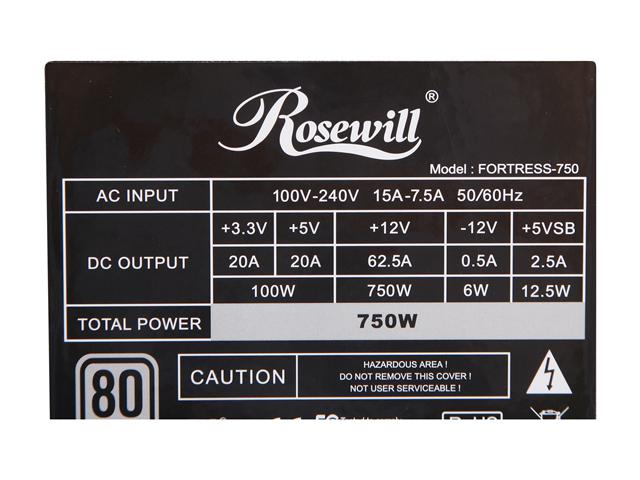 Rosewill®
Model : FORTRESS-750
AC INPUT 100V-240V 15A-7.5A 50/60Hz
DC OUTPUT +3.3V +5V +12V -12V +5VSB
20A 20A 62.5A 0.5A 2.5A
100W 750W 6W 12.5W
TOTAL POWER 750W
80
CAUTION
HAZARDOUS AREA !
DO NOT REMOVE THIS COVER !
NOT USER SERVICEABLE !